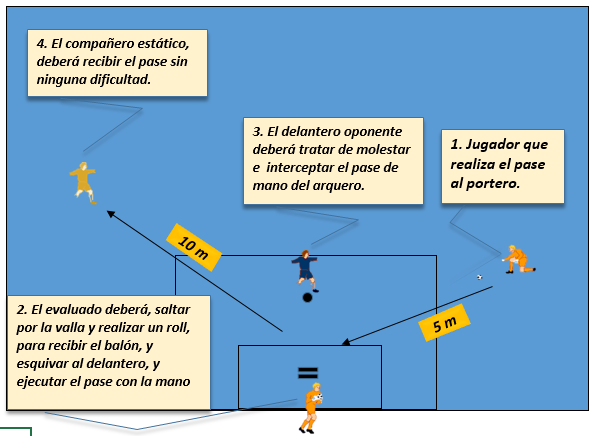 4. El compañero estático,
deberá recibir el pase sin
ninguna dificultad.
3. El delantero oponente
deberá tratar de molestar
e interceptar el pase de
mano del arquero.
1. Jugador que
realiza el pase
al portero.
10 m
5 m
2. El evaluado deberá, saltar
por la valla y realizar un roll,
para recibir el balón, y
esquivar al delantero, y
ejecutar el pase con la mano